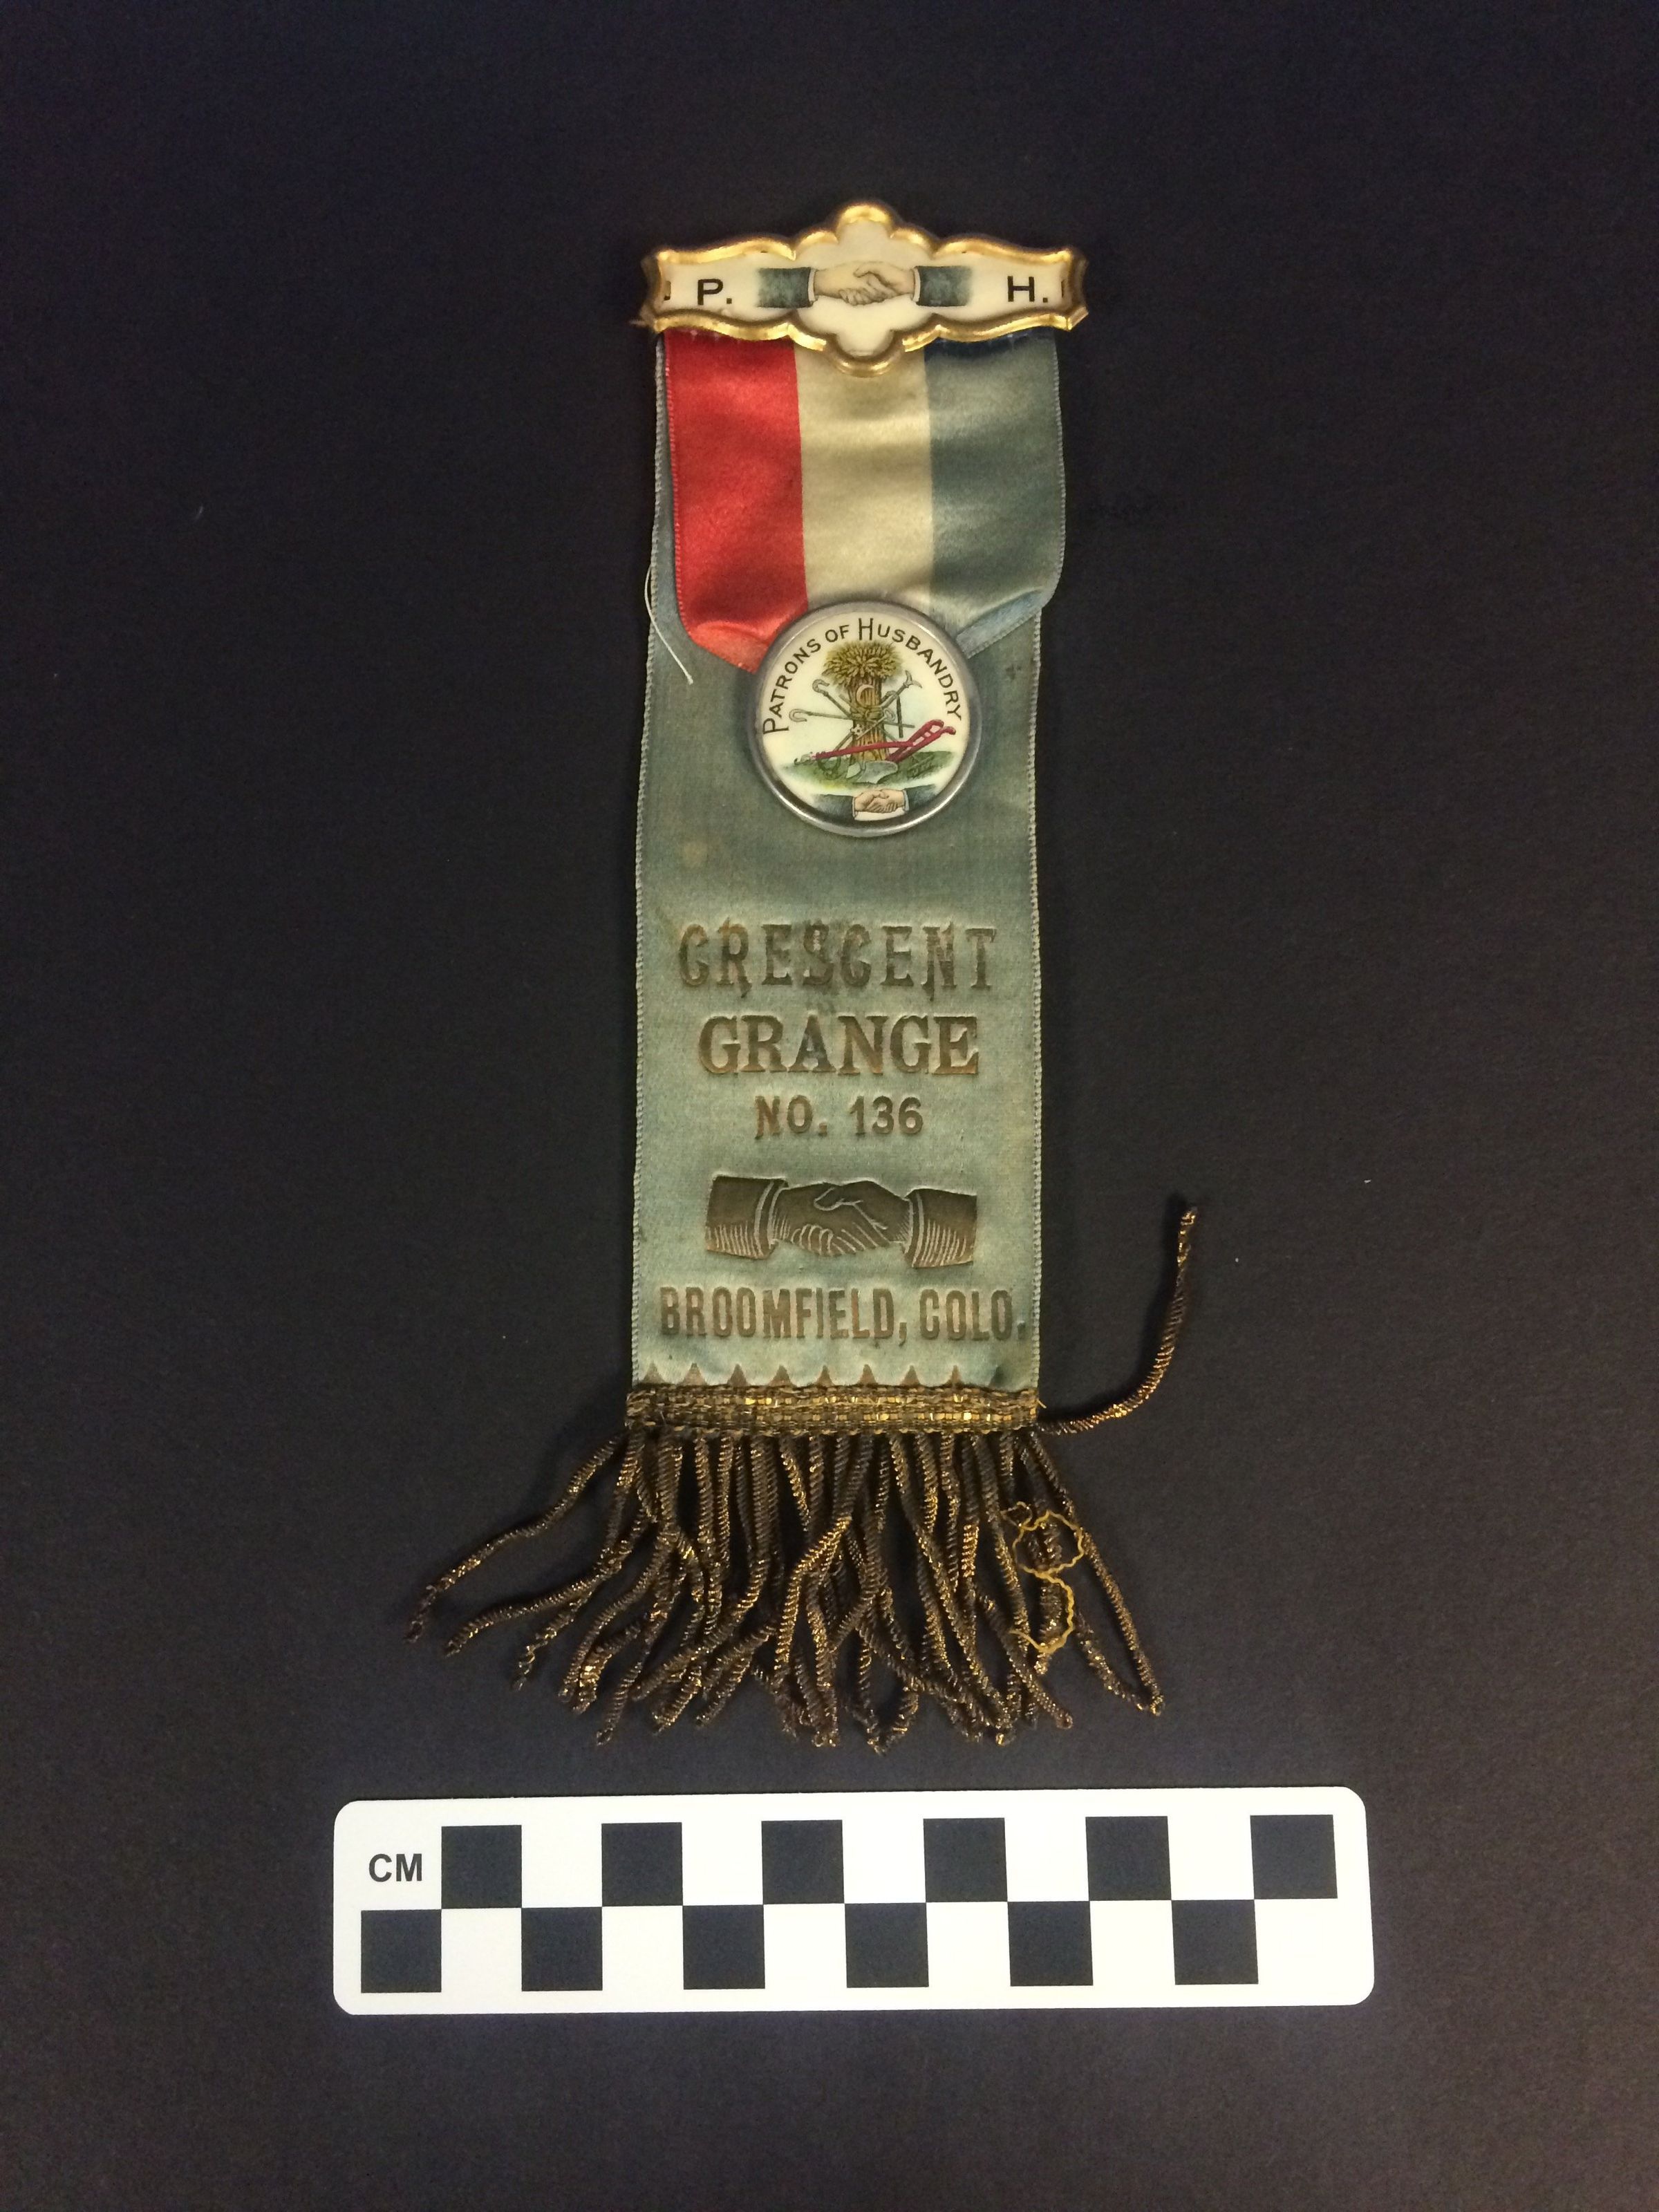 P. H.
PATRONS OF HUSBANDRY
CRESCENT
GRANGE
NO. 136
BROOMFIELD, COLO.
CM